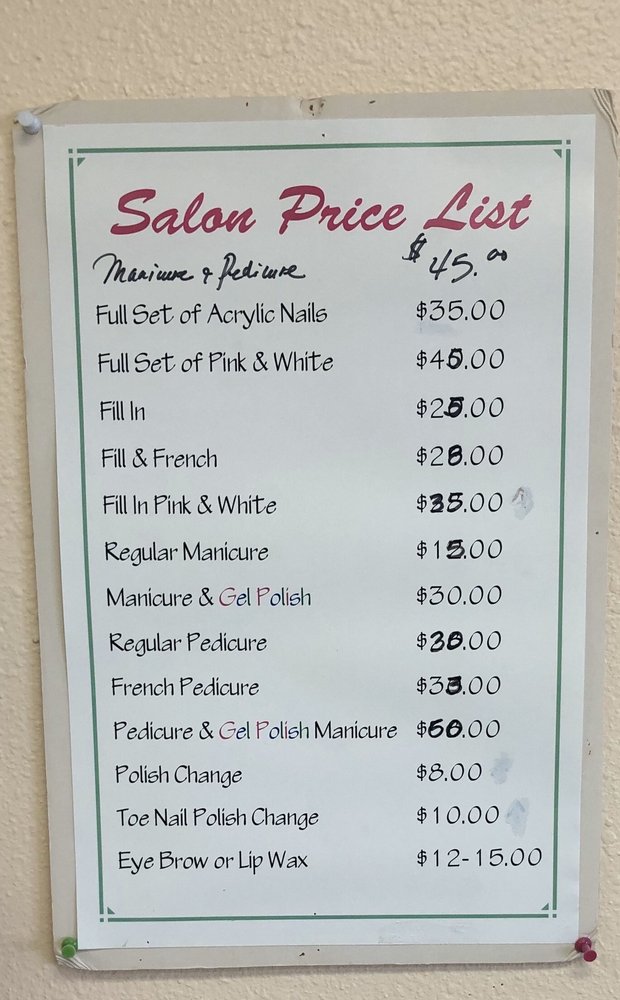 Salon Price List
Manicure & Pedicure $45.00
Full Set of Acrylic Nails $35.00
Full Set of Pink & White $45.00
Fill In $25.00
Fill & French $28.00
Fill In Pink & White $35.00
Regular Manicure $15.00
Manicure & Gel Polish $30.00
Regular Pedicure $30.00
French Pedicure $33.00
Pedicure & Gel Polish Manicure $60.00
Polish Change $8.00
Toe Nail Polish Change $10.00
Eye Brow or Lip Wax $12-15.00